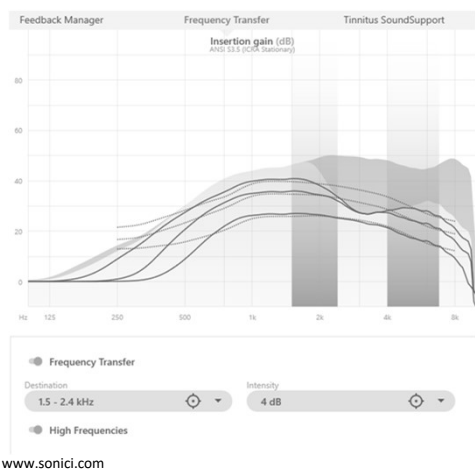 Feedback Manager Frequency Transfer Tinnitus SoundSupport
Insertion gain (dB)
ANSI S3.5 (ICRA Stationary)
80
60
40
20
0
Hz 125 250 500 1k 2k 4k 8k
Frequency Transfer
Destination Intensity
1.5 - 2.4 kHz 4 dB
High Frequencies
www.sonici.com